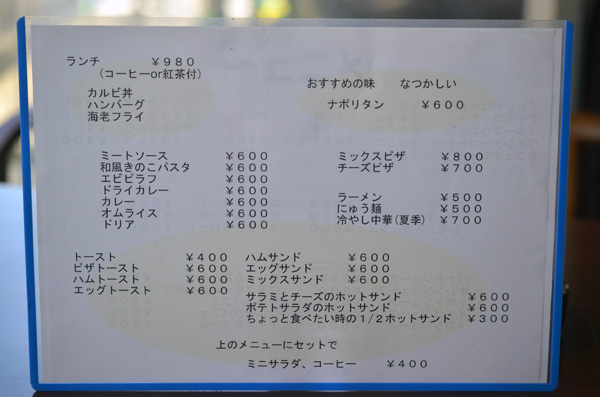 ランチ ¥980
(コーヒーor紅茶付)
カルビ丼
ハンバーグ
海老フライ
おすすめの味 なつかしい
ナポリタン ¥600
ミートソース ¥600
和風きのこパスタ ¥600
エビピラフ ¥600
ドライカレー ¥600
カレー ¥600
オムライス ¥600
ドリア ¥600
ミックスピザ ¥800
チーズピザ ¥700
ラーメン ¥500
にゅう麺 ¥500
冷やし中華(夏季) ¥700
トースト ¥400
ピザトースト ¥600
ハムトースト ¥600
エッグトースト ¥600
ハムサンド ¥600
エッグサンド ¥600
ミックスサンド ¥600
サラミとチーズのホットサンド ¥600
ポテトサラダのホットサンド ¥600
ちょっと食べたい時の1/2ホットサンド ¥300
上のメニューにセットで
ミニサラダ、コーヒー ¥400